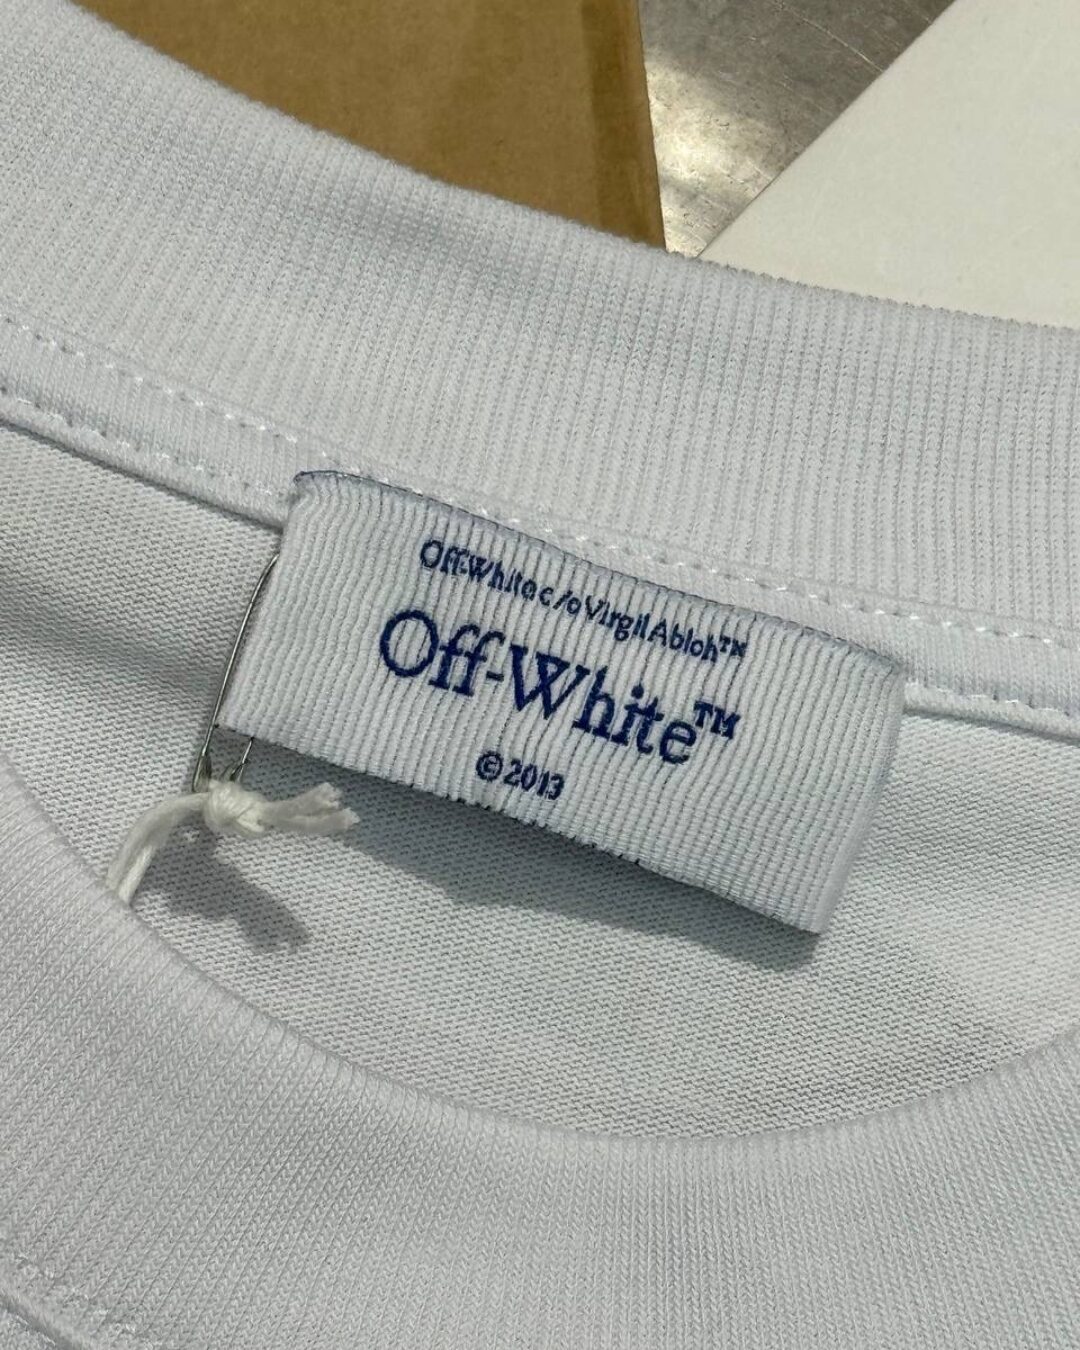 Off-White c/o Virgil Abloh™
Off-White™
©2013